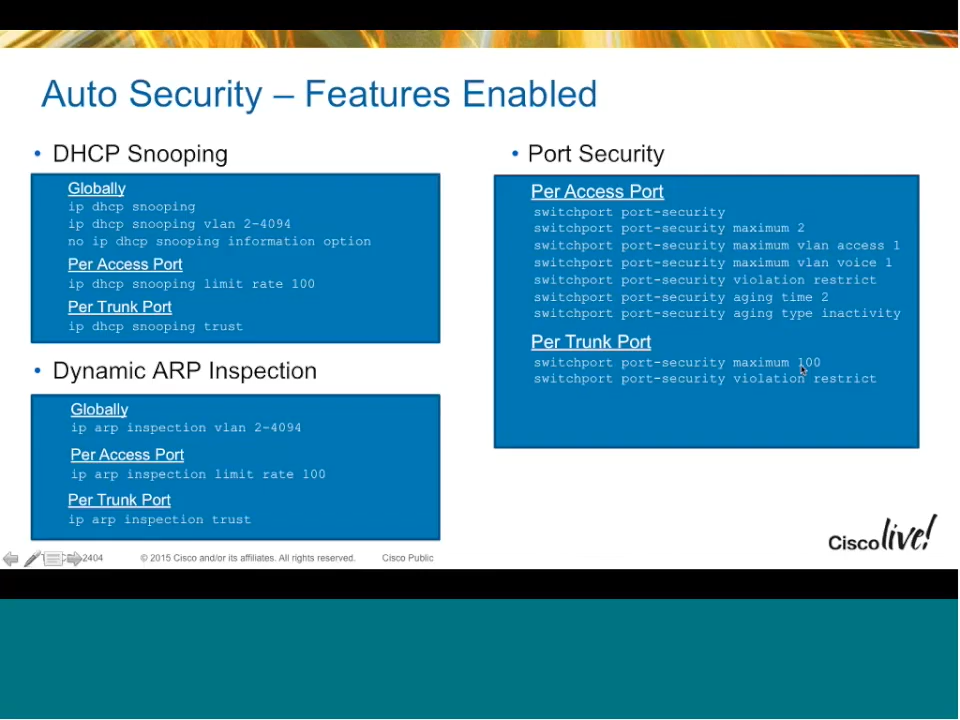 Auto Security – Features Enabled
• DHCP Snooping
Globally
ip dhcp snooping
ip dhcp snooping vlan 2-4094
no ip dhcp snooping information option
Per Access Port
ip dhcp snooping limit rate 100
Per Trunk Port
ip dhcp snooping trust
• Dynamic ARP Inspection
Globally
ip arp inspection vlan 2-4094
Per Access Port
ip arp inspection limit rate 100
Per Trunk Port
ip arp inspection trust
• Port Security
Per Access Port
switchport port-security
switchport port-security maximum 2
switchport port-security maximum vlan access 1
switchport port-security maximum vlan voice 1
switchport port-security violation restrict
switchport port-security aging time 2
switchport port-security aging type inactivity
Per Trunk Port
switchport port-security maximum 100
switchport port-security violation restrict
2404 © 2015 Cisco and/or its affiliates. All rights reserved. Cisco Public
Cisco live!